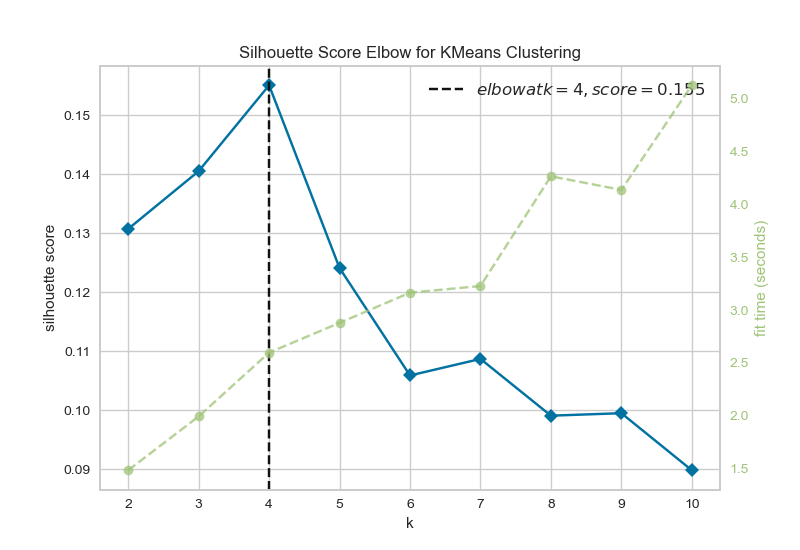 Silhouette Score Elbow for KMeans Clustering
elbowatk = 4, score = 0.155
silhouette score
0.15
0.14
0.13
0.12
0.11
0.10
0.09
5.0
4.5
4.0
3.5
3.0
2.5
2.0
1.5
fit time (seconds)
2 3 4 5 6 7 8 9 10
k